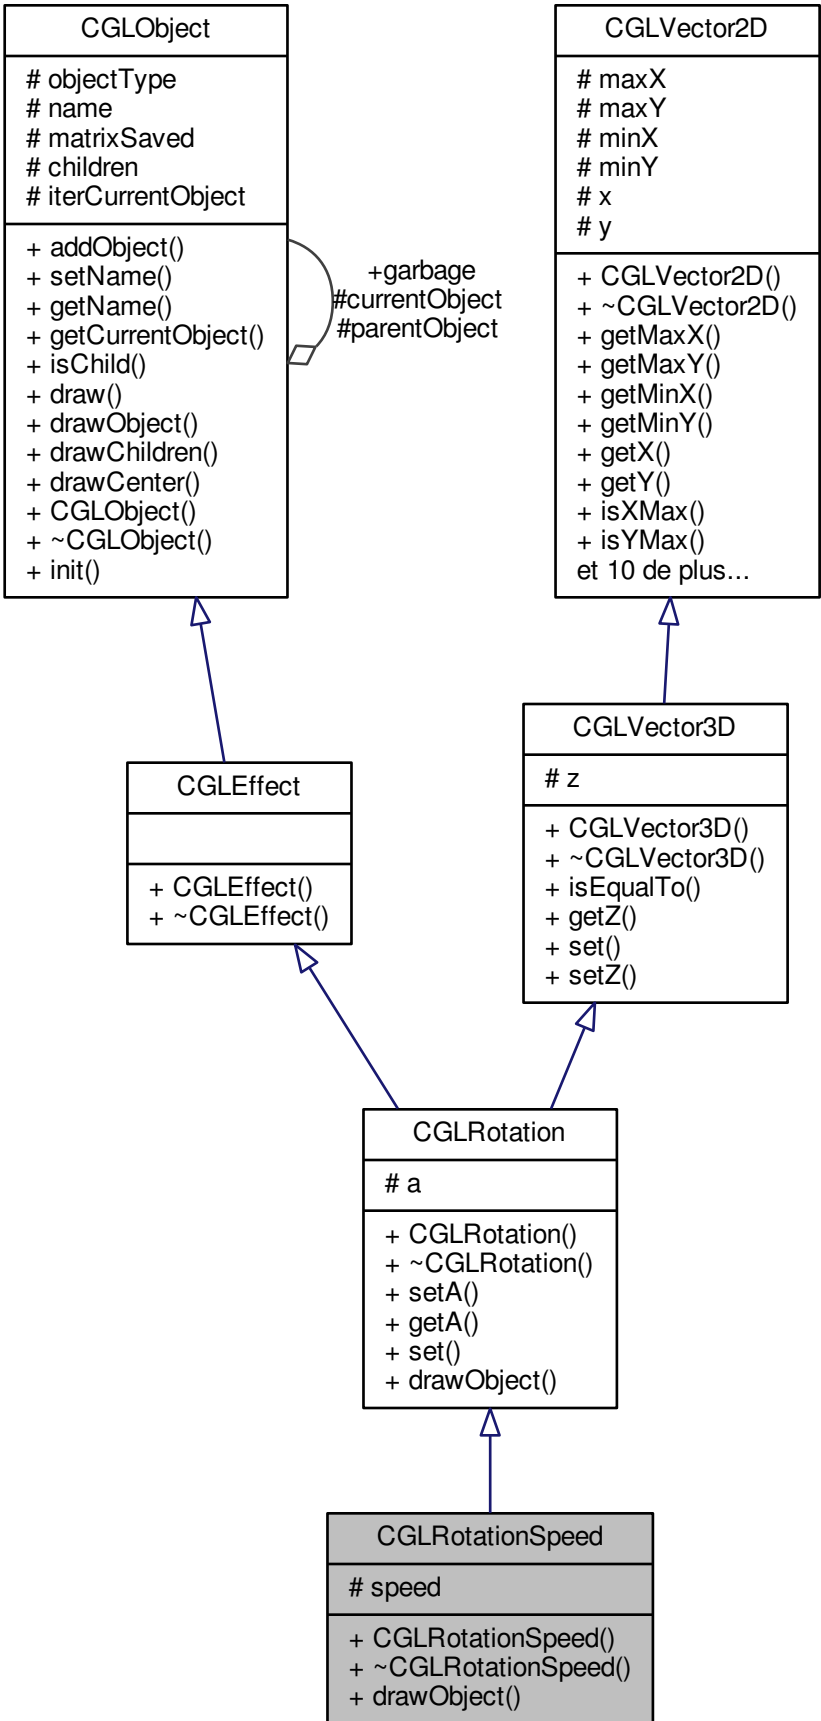 CGLObject
# objectType
# name
# matrixSaved
# children
# iterCurrentObject
+ addObject()
+ setName()
+ getName()
+ getCurrentObject()
+ isChild()
+ draw()
+ drawObject()
+ drawChildren()
+ drawCenter()
+ CGLObject()
+ ~CGLObject()
+ init()
+garbage
#currentObject
#parentObject
CGLVector2D
# maxX
# maxY
# minX
# minY
# x
# y
+ CGLVector2D()
+ ~CGLVector2D()
+ getMaxX()
+ getMaxY()
+ getMinX()
+ getMinY()
+ getX()
+ getY()
+ isXMax()
+ isYMax()
et 10 de plus...
CGLEffect
+ CGLEffect()
+ ~CGLEffect()
CGLVector3D
# z
+ CGLVector3D()
+ ~CGLVector3D()
+ isEqualTo()
+ getZ()
+ set()
+ setZ()
CGLRotation
# a
+ CGLRotation()
+ ~CGLRotation()
+ setA()
+ getA()
+ set()
+ drawObject()
CGLRotationSpeed
# speed
+ CGLRotationSpeed()
+ ~CGLRotationSpeed()
+ drawObject()